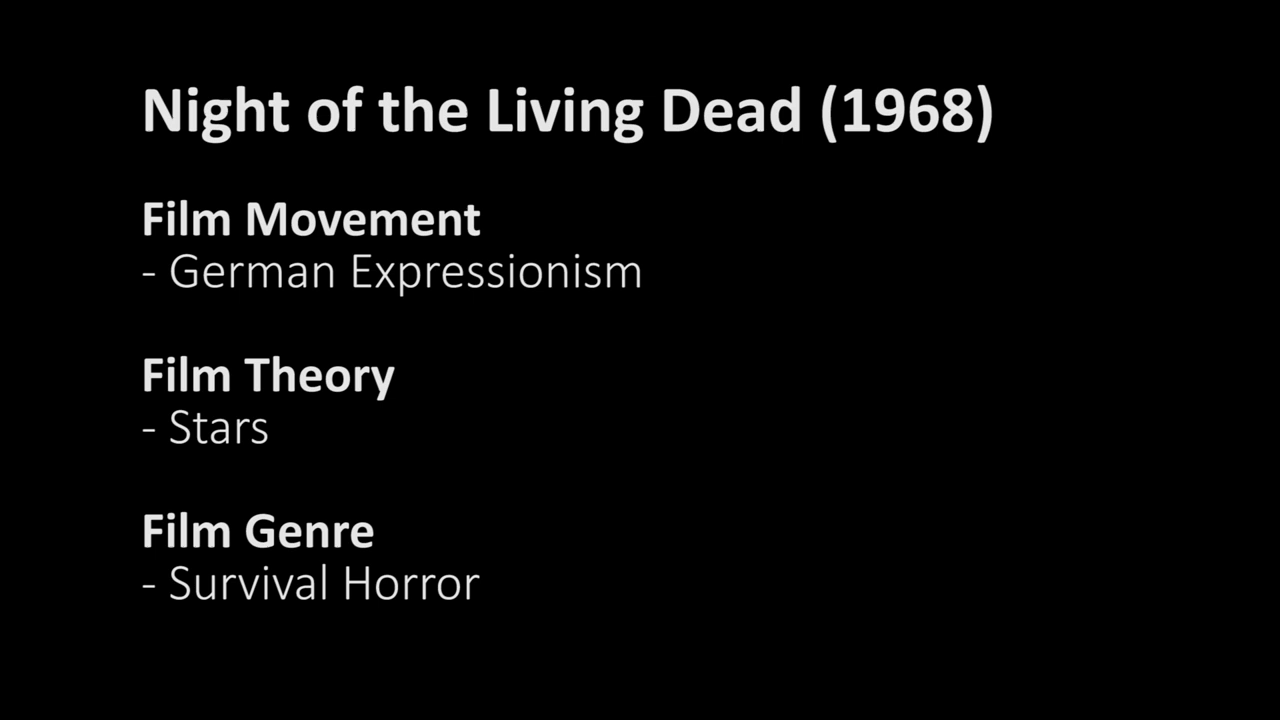 Night of the Living Dead (1968)
Film Movement
- German Expressionism
Film Theory
- Stars
Film Genre
- Survival Horror